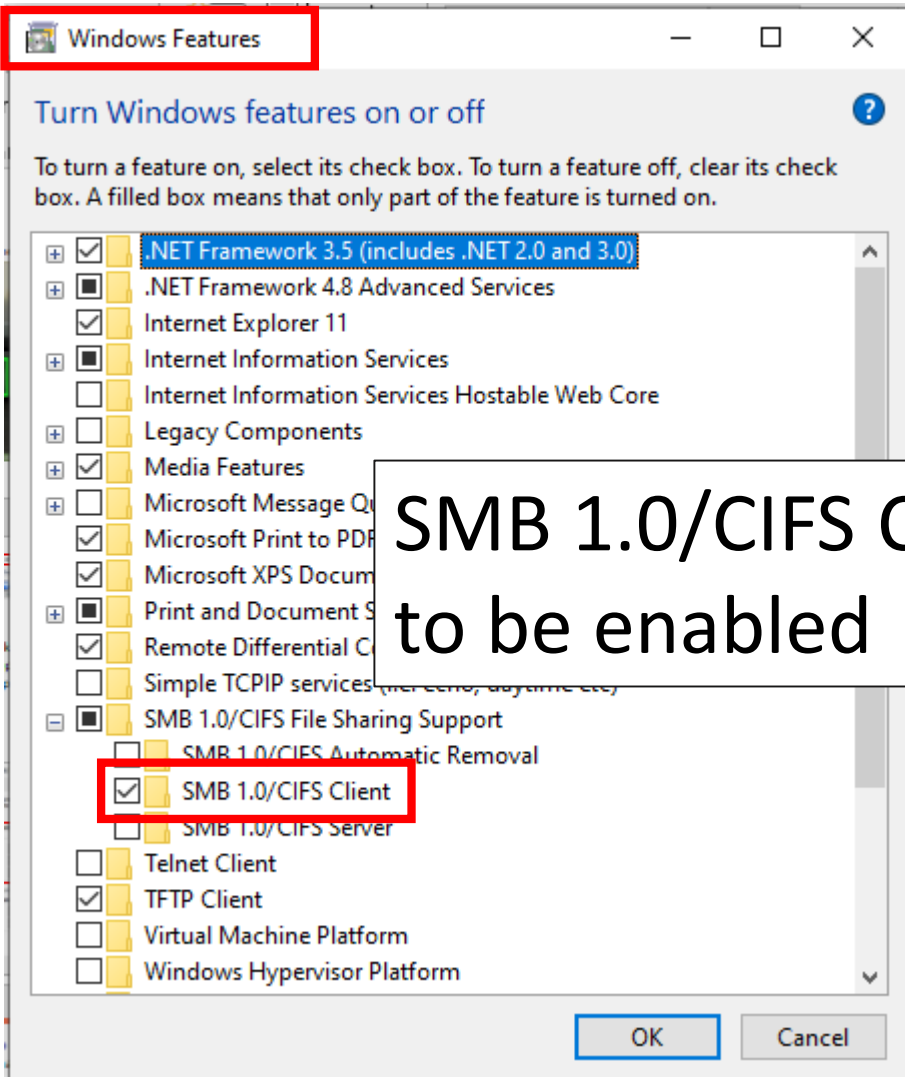 Windows Features
Turn Windows features on or off
To turn a feature on, select its check box. To turn a feature off, clear its check
box. A filled box means that only part of the feature is turned on.
.NET Framework 3.5 (includes .NET 2.0 and 3.0)
.NET Framework 4.8 Advanced Services
Internet Explorer 11
Internet Information Services
Internet Information Services Hostable Web Core
Legacy Components
Media Features
Microsoft Message
Microsoft Print to PDF
Microsoft XPS
Print and Document
Remote Differential
Simple TCPIP services
SMB 1.0/CIFS
to be enabled
SMB 1.0/CIFS File Sharing Support
SMB 1.0/CIFS Automatic Removal
SMB 1.0/CIFS Client
SMB 1.0/CIFS Server
Telnet Client
TFTP Client
Virtual Machine Platform
Windows Hypervisor Platform
OK Cancel